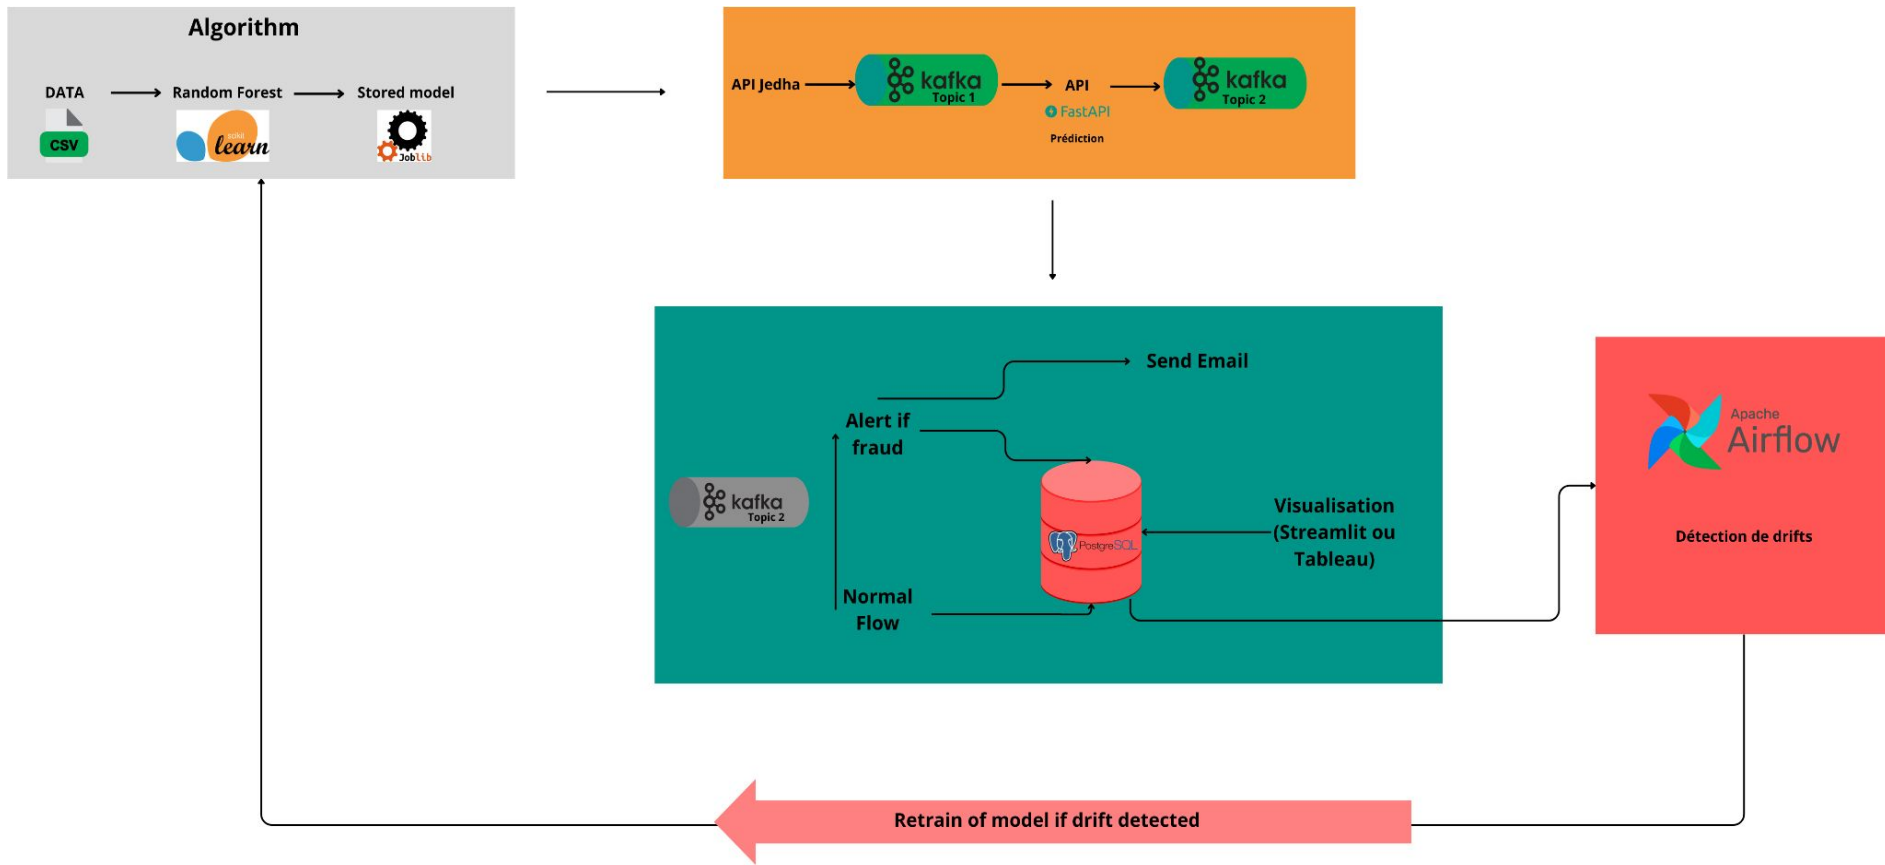 Algorithm
DATA
Random Forest
Stored model
CSV
scikit
learn
Joblib
API Jedha
kafka
Topic 1
API
FastAPI
Prédiction
kafka
Topic 2
Send Email
Alert if
fraud
kafka
Topic 2
PostgreSQL
Visualisation
(Streamlit ou
Tableau)
Normal
Flow
Apache
Airflow
Détection de drifts
Retrain of model if drift detected